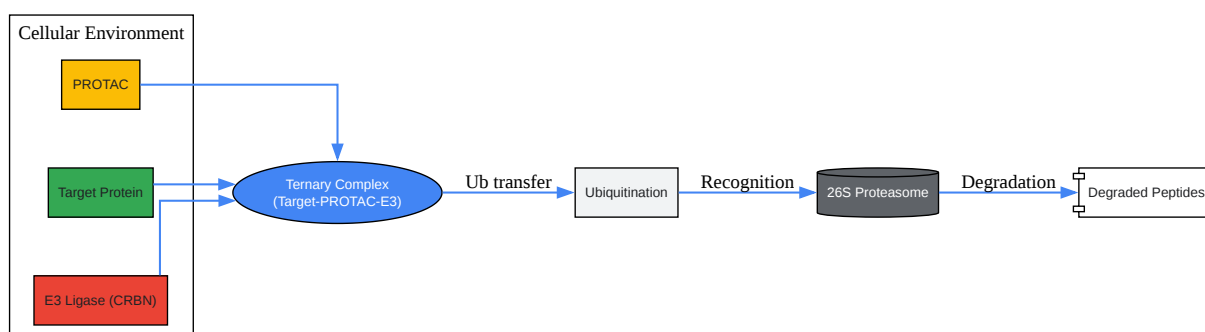 Cellular Environment
PROTAC
Target Protein
E3 Ligase (CRBN)
Ternary Complex
(Target-PROTAC-E3)
Ub transfer
Ubiquitination
Recognition
26S Proteasome
Degradation
Degraded Peptides